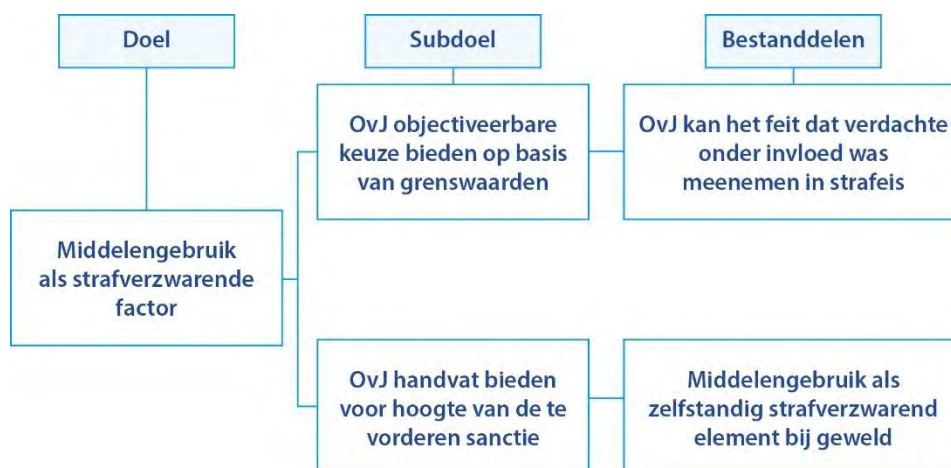 Doel
Subdoel
Bestanddelen
OvJ objectiveerbare
keuze bieden op basis
van grenswaarden
OvJ kan het feit dat verdachte
onder invloed was
meenemen in strafeis
Middelengebruik
als strafverzwarende
factor
OvJ handvat bieden
voor hoogte van de te
vorderen sanctie
Middelengebruik als
zelfstandig strafverzwarend
element bij geweld